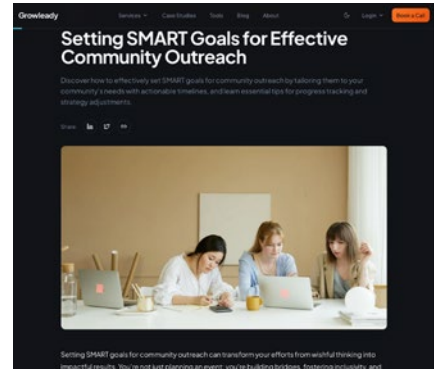 Growleady
Services Case Studies Tools Blog About
Login
Book a Call
Setting SMART Goals for Effective
Community Outreach
Discover how to effectively set SMART goals for community outreach by tailoring them to your
community's needs with actionable timelines, and learn essential tips for progress tracking and
strategy adjustments.
Share
Setting SMART goals for community outreach can transform your efforts from wishful thinking into
impactful results. You're not just planning an event; you're building bridges, fostering inclusivity, and